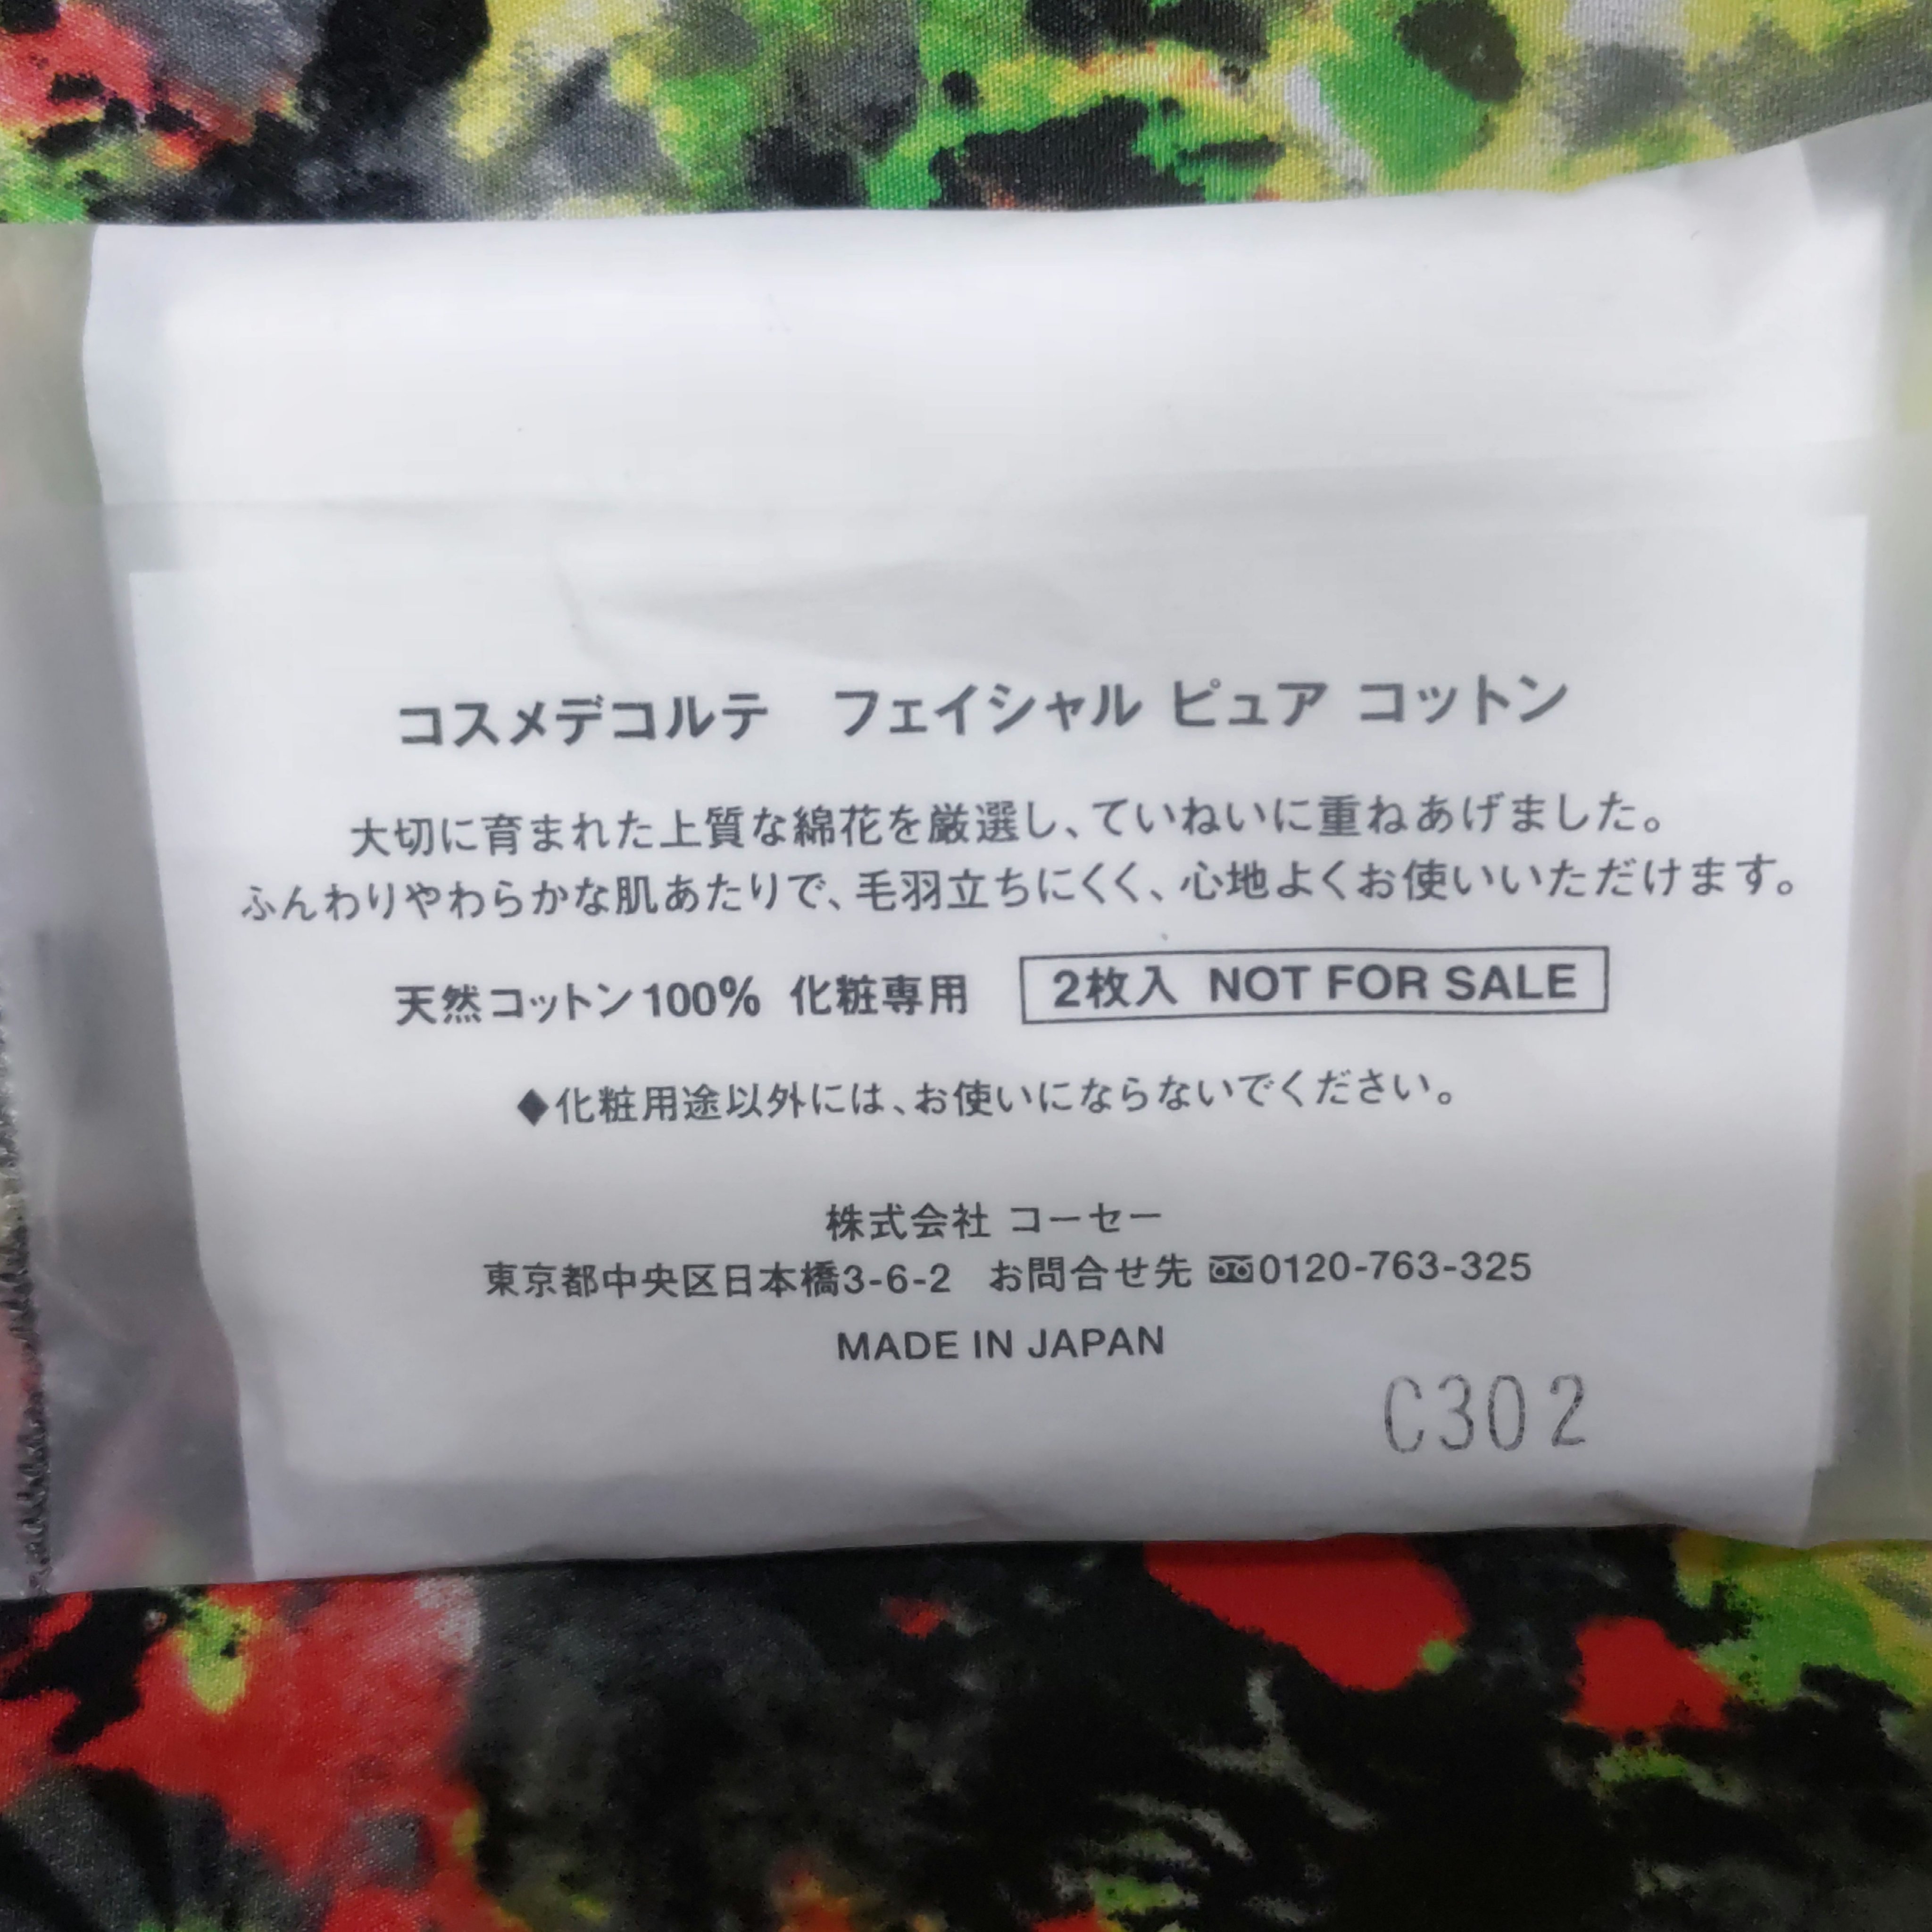 コスメデコルテ　フェイシャル ピュア コットン
大切に育まれた上質な綿花を厳選し、ていねいに重ねあげました。
ふんわりやわらかな肌あたりで、毛羽立ちにくく、心地よくお使いいただけます。
天然コットン100% 化粧専用 2枚入 NOT FOR SALE
◆化粧用途以外には、お使いにならないでください。
株式会社 コーセー
東京都中央区日本橋3-6-2 お問合せ先 0120-763-325
MADE IN JAPAN
C302